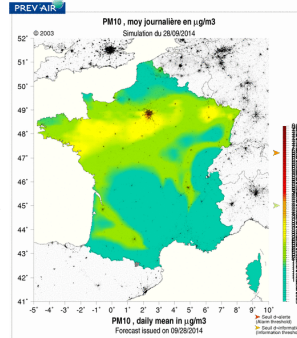 PREV'AIR
PM10 , moy journalière en µg/m3
Simulation du 28/09/2014
© 2003
52˚
51˚
50˚
49˚
48˚
47˚
46˚
45˚
44˚
43˚
42˚
41˚
-5˚ -4˚ -3˚ -2˚ -1˚ 0˚ 1˚ 2˚ 3˚ 4˚ 5˚ 6˚ 7˚ 8˚ 9˚ 10˚
PM10 , daily mean in µg/m3
Forecast issued on 09/28/2014
Seuil d'alerte
(Alarm threshold)
Seuil d'information
(Information threshold)